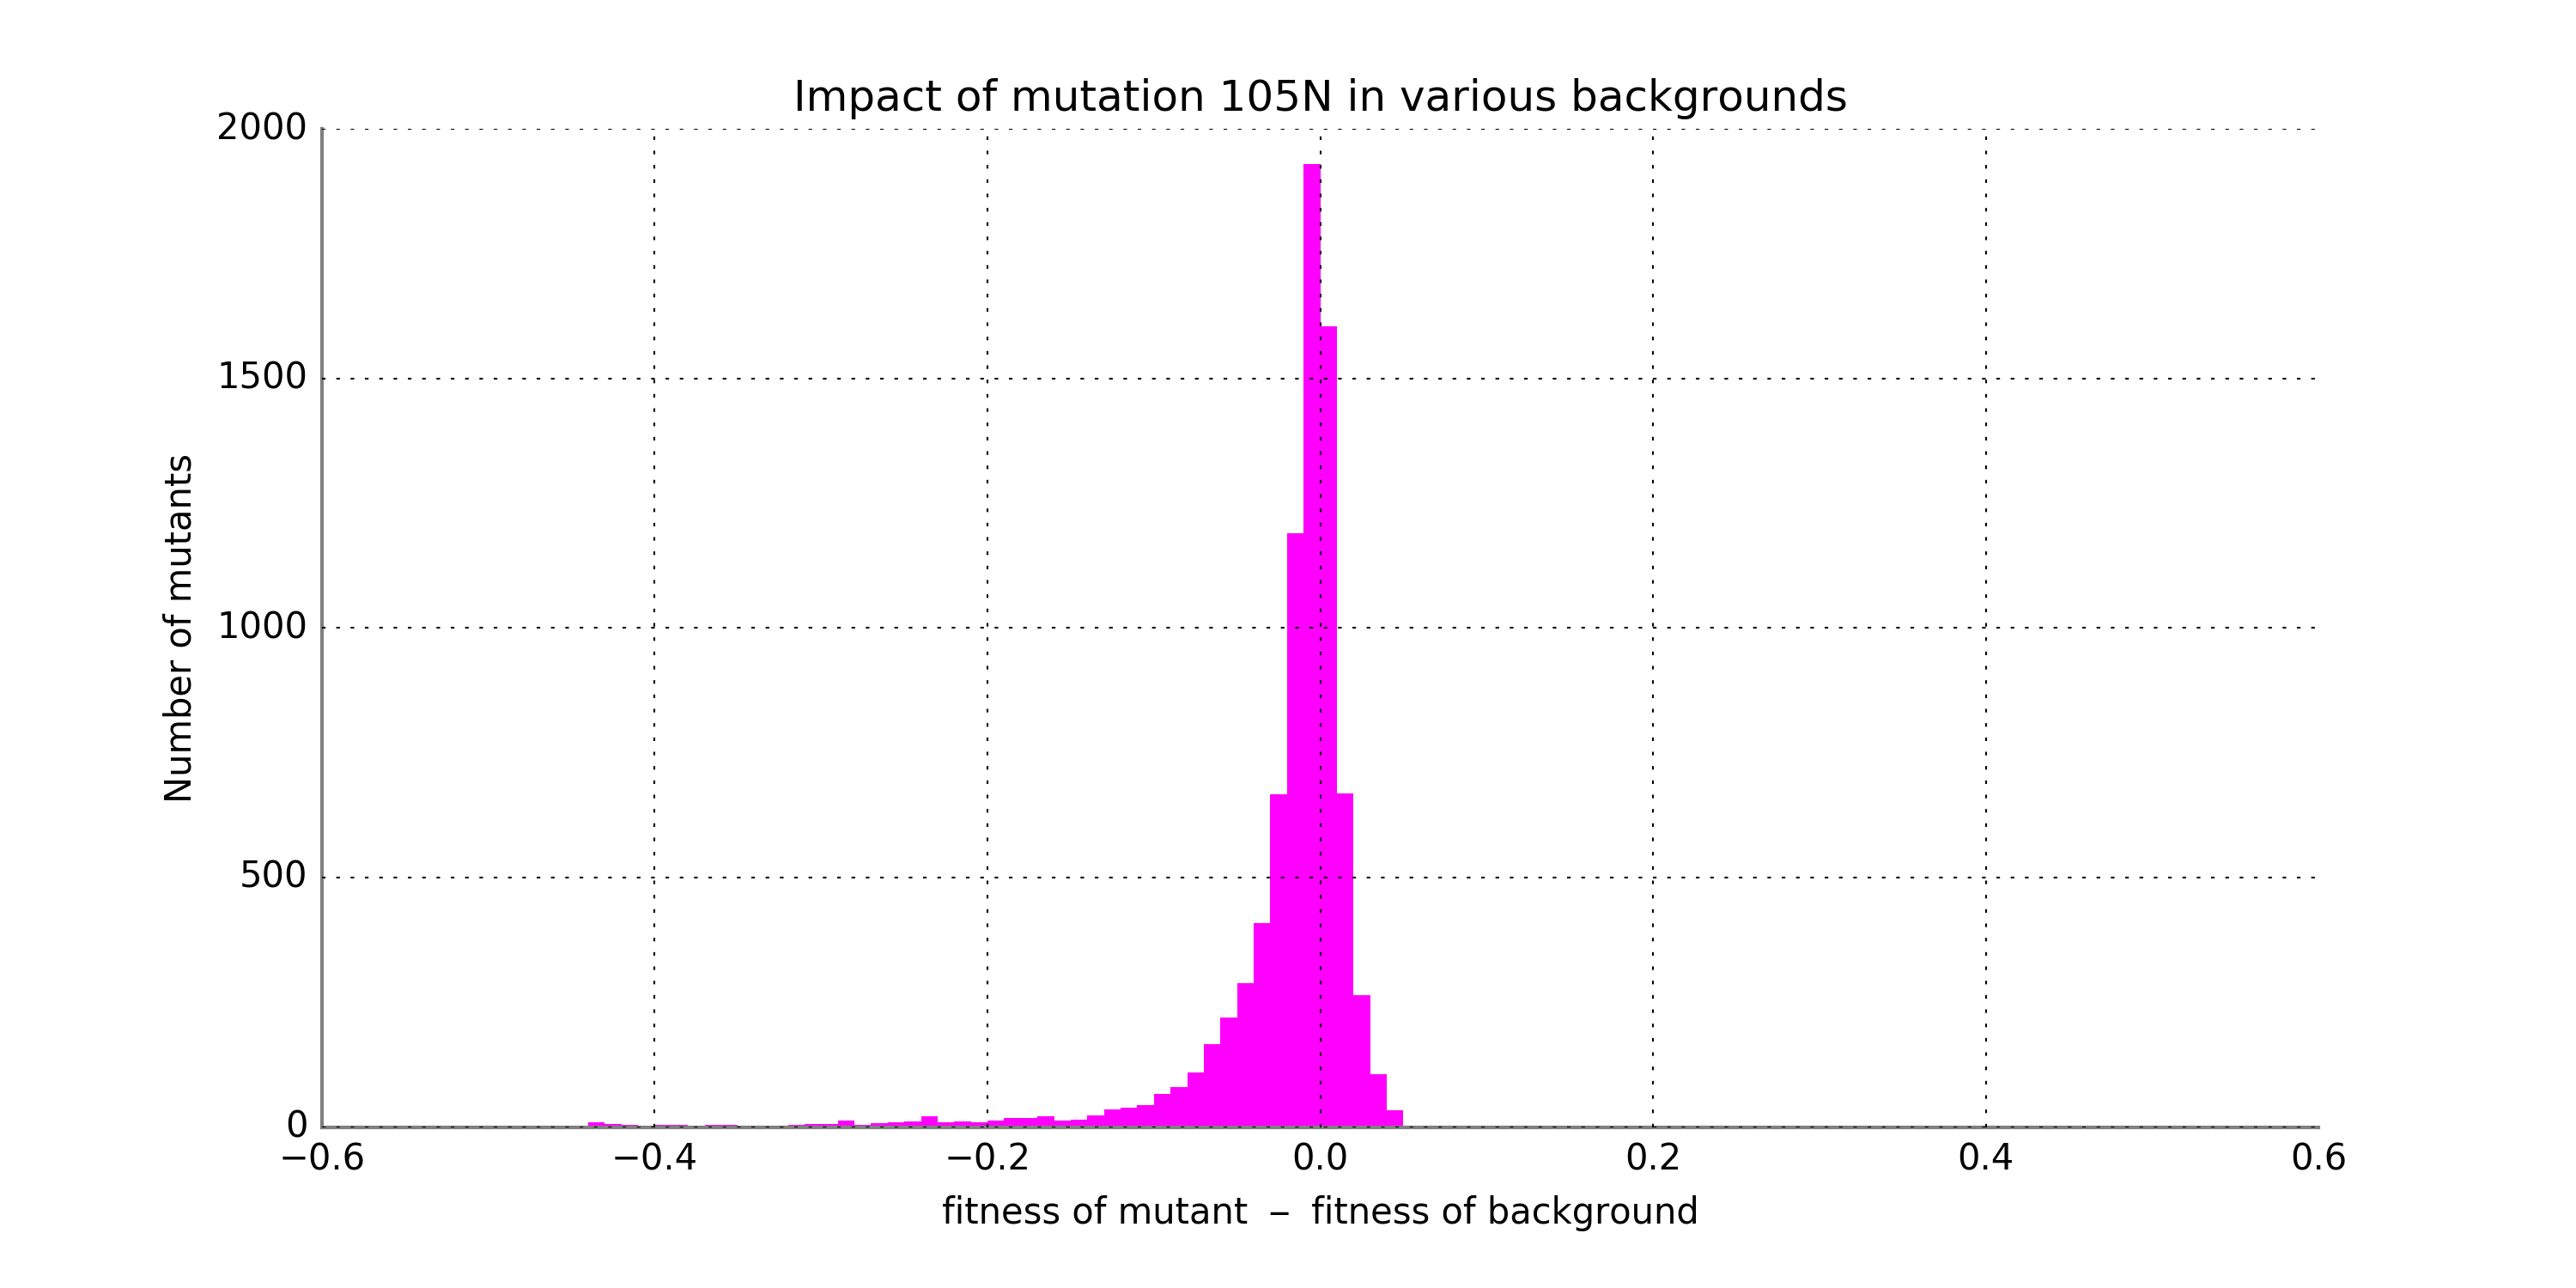 Impact of mutation 105N in various backgrounds
2000
1500
1000
500
0
Number of mutants
−0.6 −0.4 −0.2 0.0 0.2 0.4 0.6
fitness of mutant − fitness of background